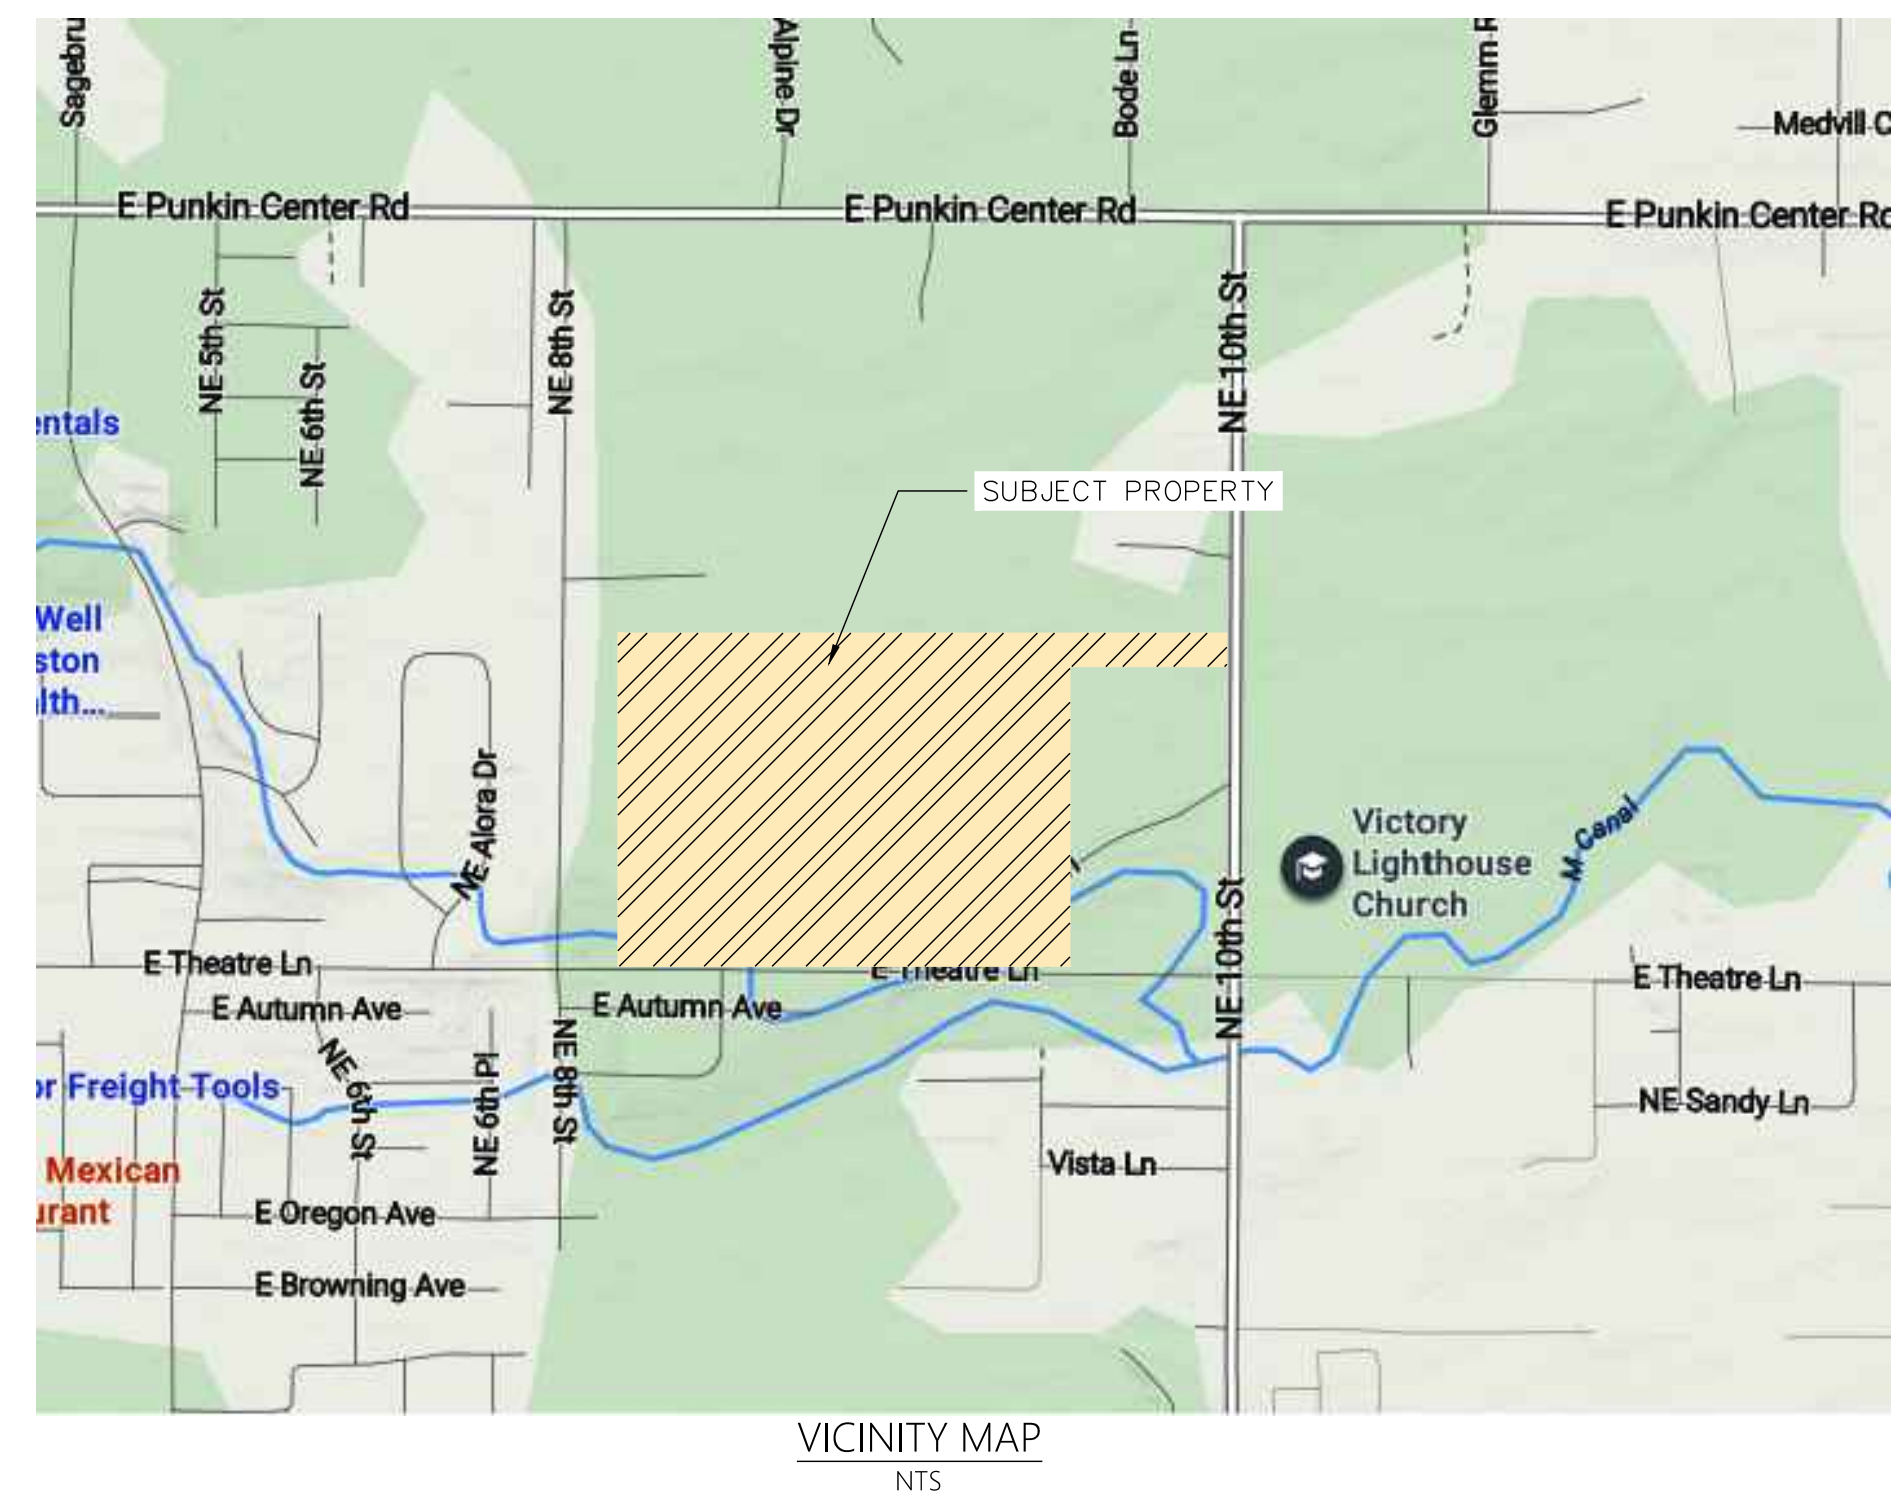 Sagebru
Alpine Dr
Bode Ln
Glenn R
Medvill C
E Punkin Center Rd
E Punkin Center Rd
E Punkin Center Rd
NE 5th St
NE 6th St
NE 8th St
NE 10th St
entals
SUBJECT PROPERTY
Well
ston
lth...
NE Alora Dr
Victory
Lighthouse
Church
M Canal
NE 10th St
E Theatre Ln
E Theatre Ln
E Theatre Ln
E Autumn Ave
E Autumn Ave
NE 6th St
NE 6th Pl
NE 8th St
or Freight Tools
NE Sandy Ln
Mexican
urant
Vista Ln
E Oregon Ave
E Browning Ave
VICINITY MAP
NTS